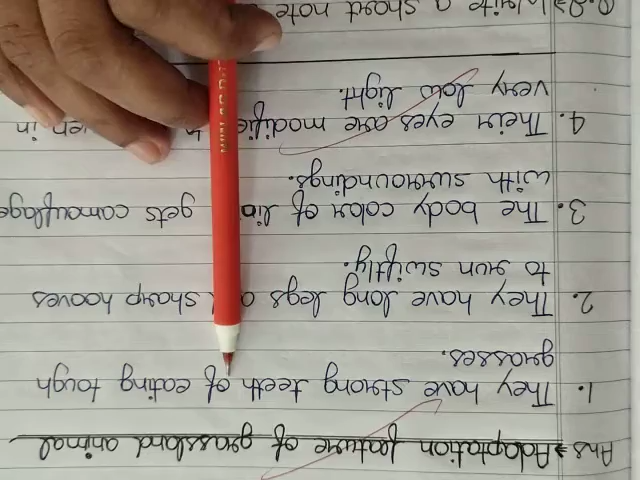 Ans→ Adaptation feature of grassland animal
1. They have strong teeth of eating tough
grasses.
2. They have long legs sharp hooves
to run swiftly.
3. The body color of gets camouflage
with surroundings.
4. Their eyes are in
very low light.
write a short note